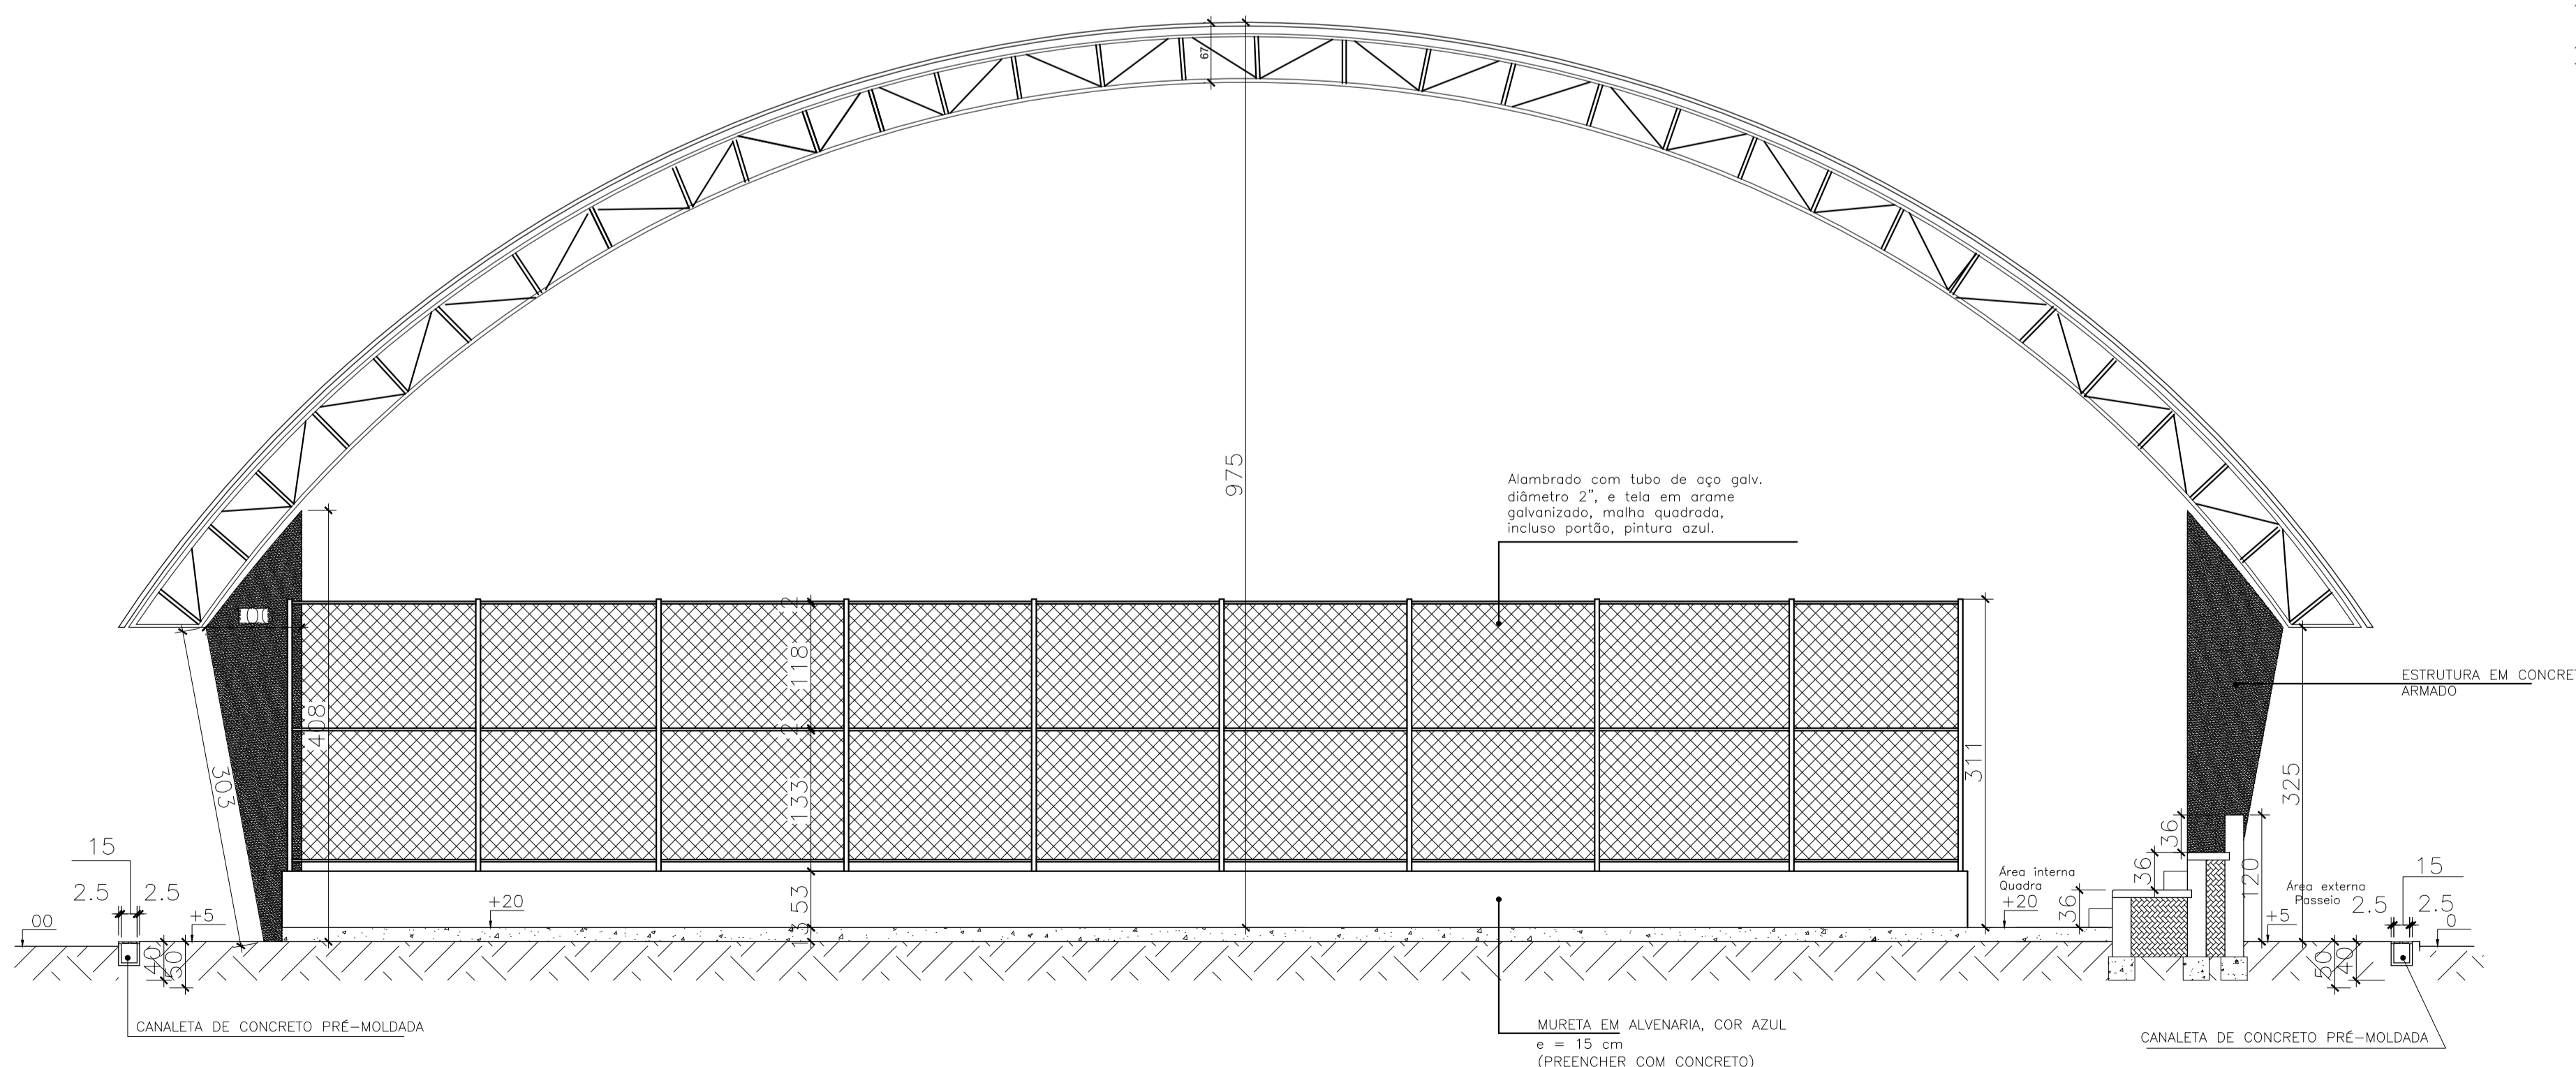 67
975
Alambrado com tubo de aço galv.
diâmetro 2", e tela em arame
galvanizado, malha quadrada,
incluso portão, pintura azul.
2
118
408
2
133
303
311
325
ESTRUTURA EM CONCRET
ARMADO
53
36
36
36
120
15
2.5 2.5
00
+5
+20
40
50
Área interna
Quadra
+20
Área externa
Passeio
+5
15
2.5 2.5
0
50
40
CANALETA DE CONCRETO PRÉ-MOLDADA
MURETA EM ALVENARIA, COR AZUL
e = 15 cm
(PREENCHER COM CONCRETO)
CANALETA DE CONCRETO PRÉ-MOLDADA